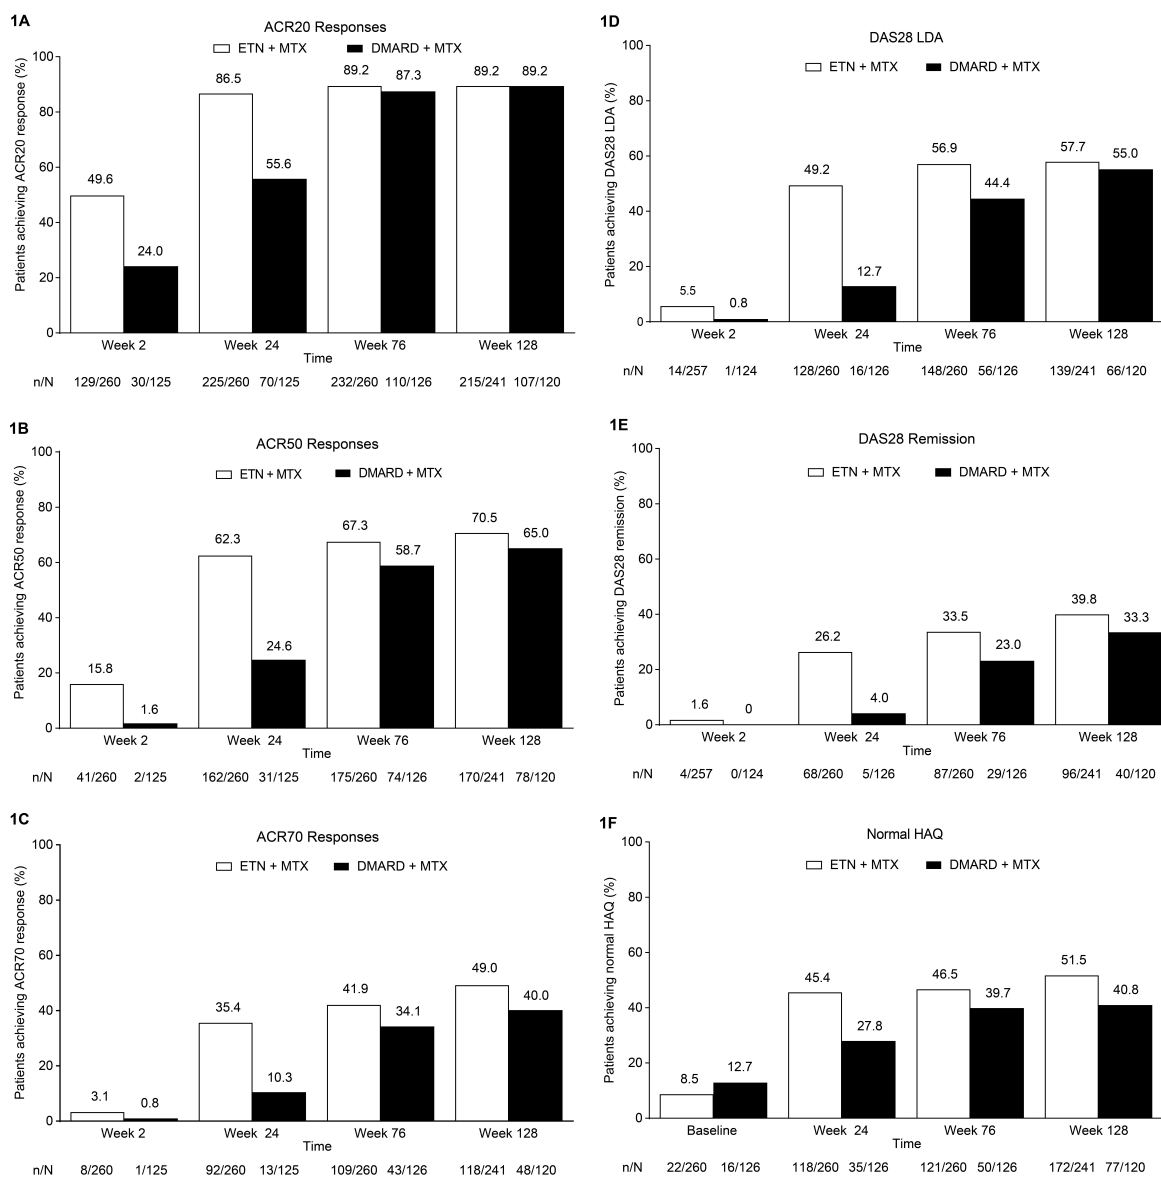 1A
ACR20 Responses
ETN + MTX DMARD + MTX
Patients achieving ACR20 response (%)
100
80
60
40
20
0
49.6 24.0 86.5 55.6 89.2 87.3 89.2 89.2
Week 2 Week 24 Week 76 Week 128
Time
n/N 129/260 30/125 225/260 70/125 232/260 110/126 215/241 107/120
1B
ACR50 Responses
ETN + MTX DMARD + MTX
Patients achieving ACR50 response (%)
100
80
60
40
20
0
15.8 1.6 62.3 24.6 67.3 58.7 70.5 65.0
Week 2 Week 24 Week 76 Week 128
Time
n/N 41/260 2/125 162/260 31/125 175/260 74/126 170/241 78/120
1C
ACR70 Responses
ETN + MTX DMARD + MTX
Patients achieving ACR70 response (%)
100
80
60
40
20
0
3.1 0.8 35.4 10.3 41.9 34.1 49.0 40.0
Week 2 Week 24 Week 76 Week 128
Time
n/N 8/260 1/125 92/260 13/125 109/260 43/126 118/241 48/120
1D
DAS28 LDA
ETN + MTX DMARD + MTX
Patients achieving DAS28 LDA (%)
100
80
60
40
20
0
5.5 0.8 49.2 12.7 56.9 44.4 57.7 55.0
Week 2 Week 24 Week 76 Week 128
Time
n/N 14/257 1/124 128/260 16/126 148/260 56/126 139/241 66/120
1E
DAS28 Remission
ETN + MTX DMARD + MTX
Patients achieving DAS28 remission (%)
100
80
60
40
20
0
1.6 0 26.2 4.0 33.5 23.0 39.8 33.3
Week 2 Week 24 Week 76 Week 128
Time
n/N 4/257 0/124 68/260 5/126 87/260 29/126 96/241 40/120
1F
Normal HAQ
ETN + MTX DMARD + MTX
Patients achieving normal HAQ (%)
100
80
60
40
20
0
8.5 12.7 45.4 27.8 46.5 39.7 51.5 40.8
Baseline Week 24 Week 76 Week 128
Time
n/N 22/260 16/126 118/260 35/126 121/260 50/126 172/241 77/120